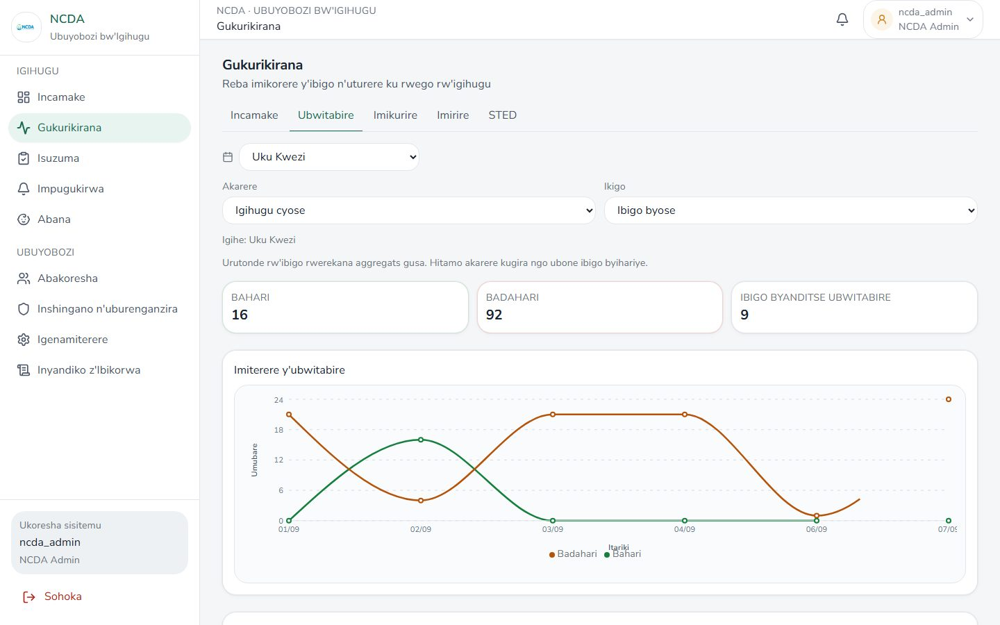 NCDA
NCDA
Ubuyobozi bw'Igihugu
IGIHUGU
Incamake
Gukurikirana
Isuzuma
Impugukirwa
Abana
UBUYOBOZI
Abakoresha
Inshingano n'uburenganzira
Igenamiterere
Inyandiko z'Ibikorwa
Ukoresha sisitemu
ncda_admin
NCDA Admin
Sohoka
NCDA · UBUYOBOZI BW'IGIHUGU
Gukurikirana
ncda_admin
NCDA Admin
Gukurikirana
Reba imikorere y'ibigo n'uturere ku rwego rw'igihugu
Incamake Ubwitabire Imikurire Imirire STED
Uku Kwezi
Akarere Ikigo
Igihugu cyose Ibigo byose
Igihe: Uku Kwezi
Urutonde rw'ibigo rwerekana aggregats gusa. Hitamo akarere kugira ngo ubone ibigo byihariye.
BAHARI
16
BADAHARI
92
IBIGO BYANDITSE UBWITABIRE
9
Imiterere y'ubwitabire
24
18
12
6
0
Umubare
01/09 02/09 03/09 04/09 06/09 07/09
Itariki
Badahari Bahari